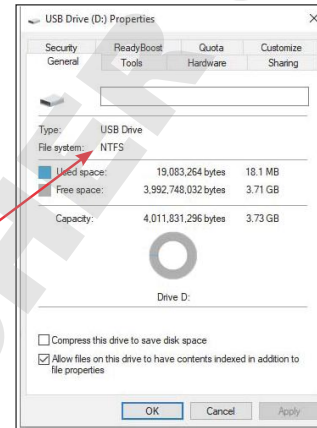 USB Drive (D:) Properties
Security ReadyBoost Quota Customize
General Tools Hardware Sharing
Type: USB Drive
File system: NTFS
Used space: 19,083,264 bytes 18.1 MB
Free space: 3,992,748,032 bytes 3.71 GB
Capacity: 4,011,831,296 bytes 3.73 GB
Drive D:
Compress this drive to save disk space
Allow files on this drive to have contents indexed in addition to
file properties
OK Cancel Apply